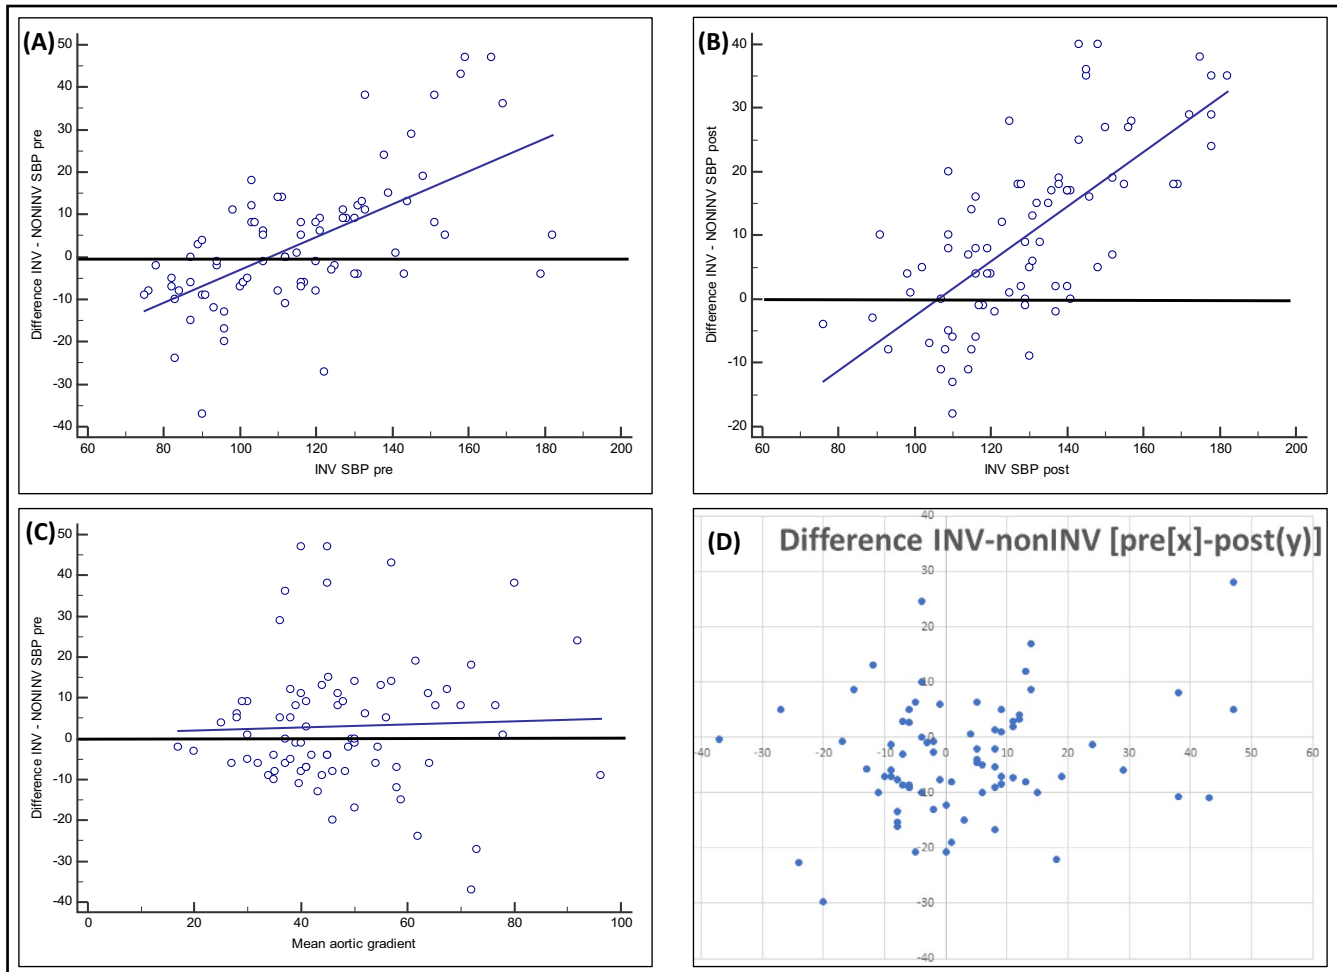 (A)
50
40
30
20
10
0
-10
-20
-30
-40
Difference INV - NONINV SBP pre
60 80 100 120 140 160 180 200
INV SBP pre
(B)
40
30
20
10
0
-10
-20
Difference INV - NONINV SBP post
60 80 100 120 140 160 180 200
INV SBP post
(C)
50
40
30
20
10
0
-10
-20
-30
-40
Difference INV - NONINV SBP pre
0 20 40 60 80 100
Mean aortic gradient
(D) Difference INV-nonINV [pre[x]-post(y)]
40
30
20
10
-40 -30 -20 -10 0 10 20 30 40 50 60
-10
-20
-30
-40